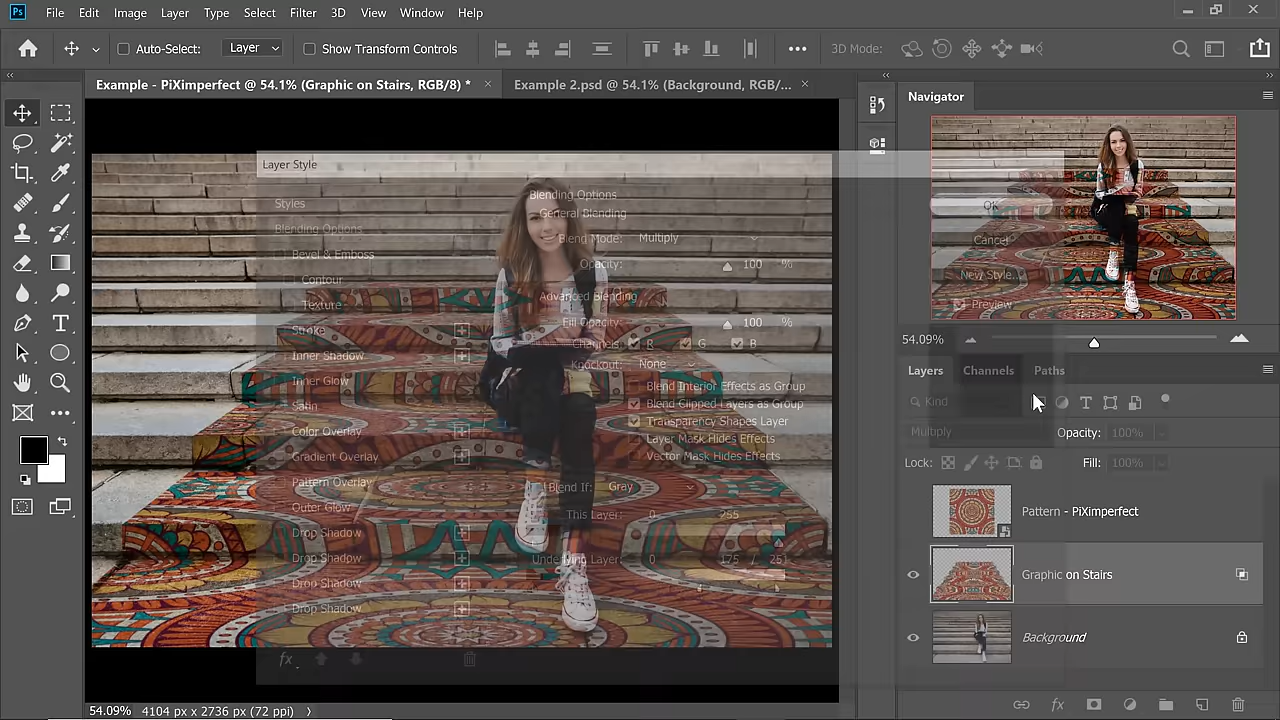 Ps File Edit Image Layer Type Select Filter 3D View Window Help
Auto-Select: Layer Show Transform Controls 3D Mode:
Example - PiXimperfect @ 54.1% (Graphic on Stairs, RGB/8) *
Example 2.psd @ 54.1% (Background, RGB/...
Navigator
Layer Style
Styles
Blending Options
Bevel & Emboss
Contour
Texture
Stroke
Inner Shadow
Inner Glow
Satin
Color Overlay
Gradient Overlay
Pattern Overlay
Outer Glow
Drop Shadow
Drop Shadow
Drop Shadow
Drop Shadow
fx
Blending Options
General Blending
Blend Mode: Multiply
Opacity: 100 %
Advanced Blending
Fill Opacity: 100 %
Channels: R G B
Knockout: None
Blend Interior Effects as Group
Blend Clipped Layers as Group
Transparency Shapes Layer
Layer Mask Hides Effects
Vector Mask Hides Effects
Blend If: Gray
This Layer: 0 255
Underlying Layer: 0 175 / 251
OK
Cancel
New Style...
Preview
54.09%
Layers Channels Paths
Kind
Multiply Opacity: 100%
Lock: Fill: 100%
Pattern - PiXimperfect
Graphic on Stairs
Background
fx
54.09% 4104 px x 2736 px (72 ppi)